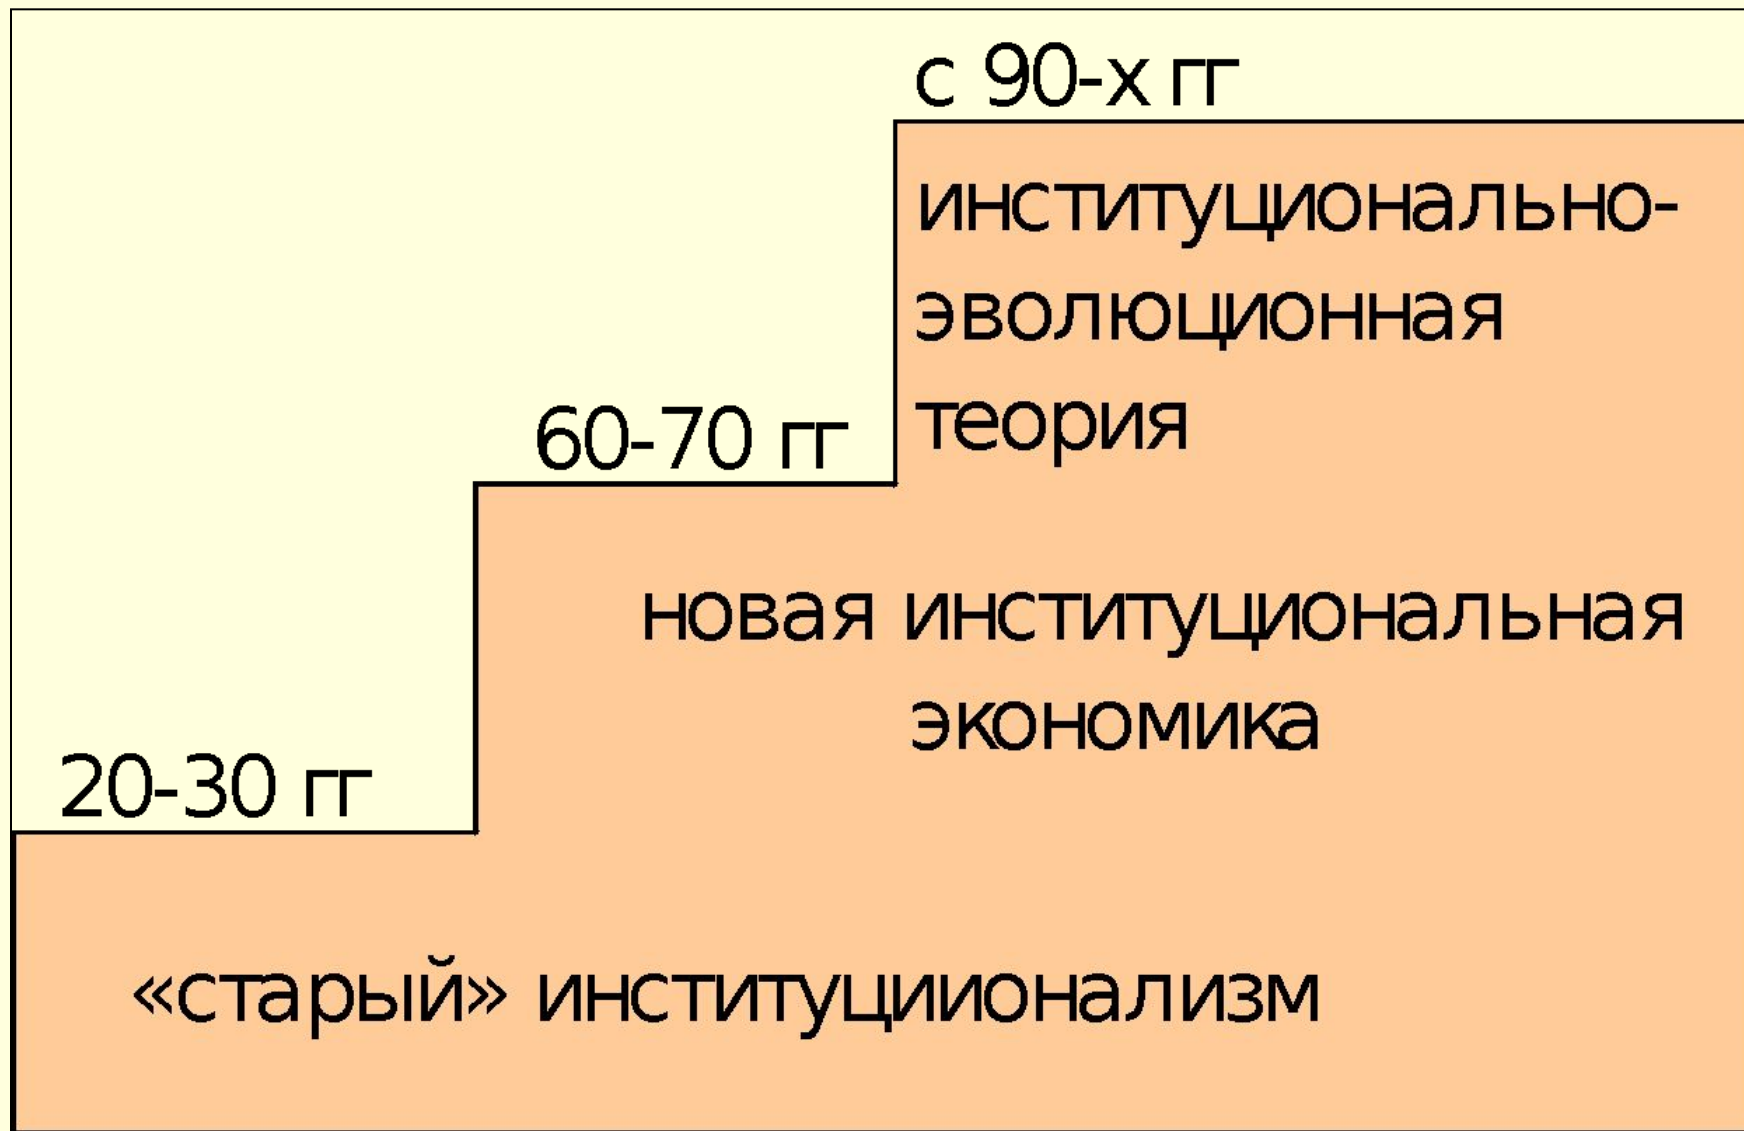 с 90-х гг
институционально-
эволюционная
теория
60-70 гг
новая институциональная
экономика
20-30 гг
«старый» институциионализм